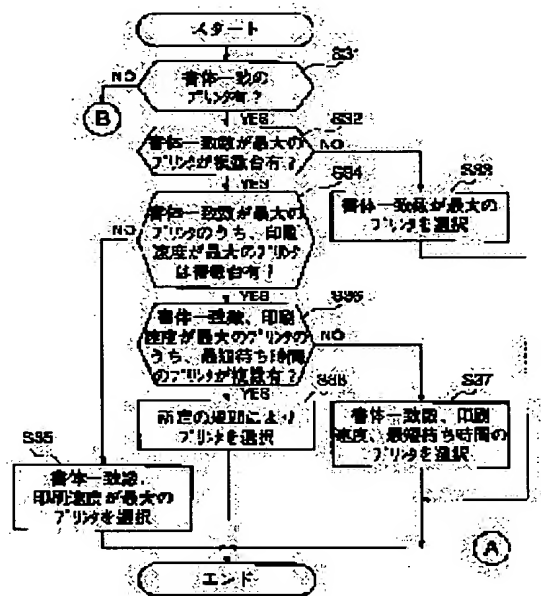 スタート
S31
書体一致の
プリンタ有?
NO
B
YES
S32
書体一致数が最大の
プリンタが複数台有?
NO
YES
S34
S33
書体一致数が最大の
プリンタを選択
書体一致数が最大の
プリンタのうち、印刷
速度が最大のプリンタ
は複数台有?
NO
YES
S36
書体一致数、印刷
速度が最大のプリンタの
うち、最短待ち時間
のプリンタが複数有?
NO
YES
S38
所定の規則により
プリンタを選択
S37
書体一致数、印刷
速度、最短待ち時間の
プリンタを選択
S35
書体一致数、
印刷速度が最大の
プリンタを選択
A
エンド